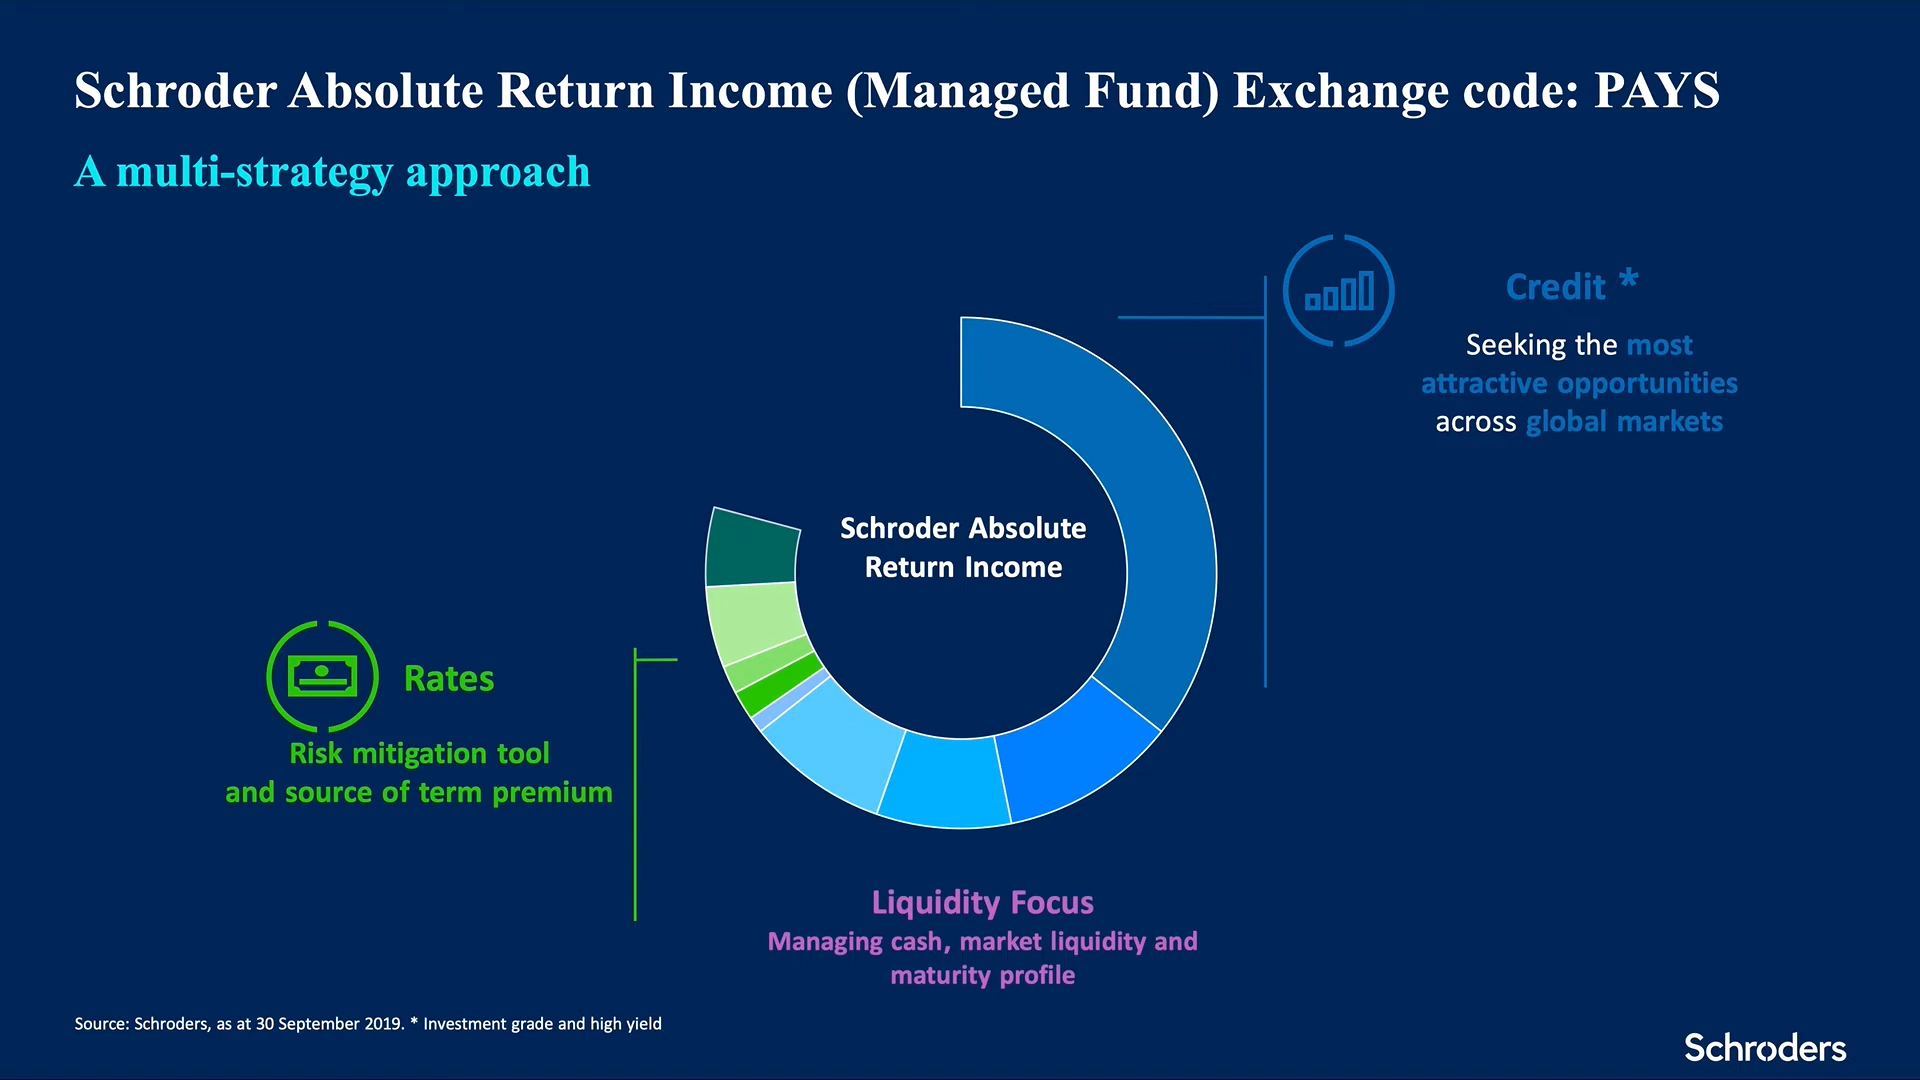 Schroder Absolute Return Income (Managed Fund) Exchange code: PAYS
A multi-strategy approach
Credit *
Seeking the most
attractive opportunities
across global markets
Schroder Absolute
Return Income
Rates
Risk mitigation tool
and source of term premium
Liquidity Focus
Managing cash, market liquidity and
maturity profile
Source: Schroders, as at 30 September 2019. * Investment grade and high yield
Schroders